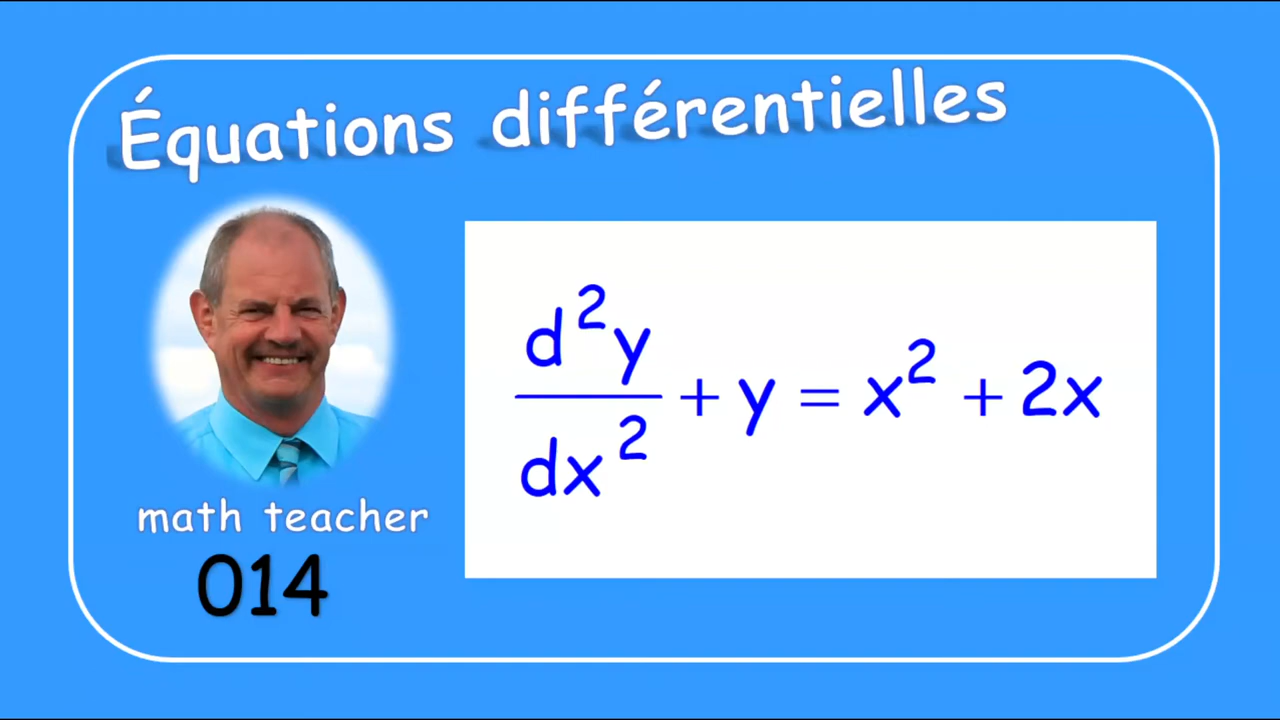 Équations différentielles
d²y
dx²
+ y = x² + 2x
math teacher
014